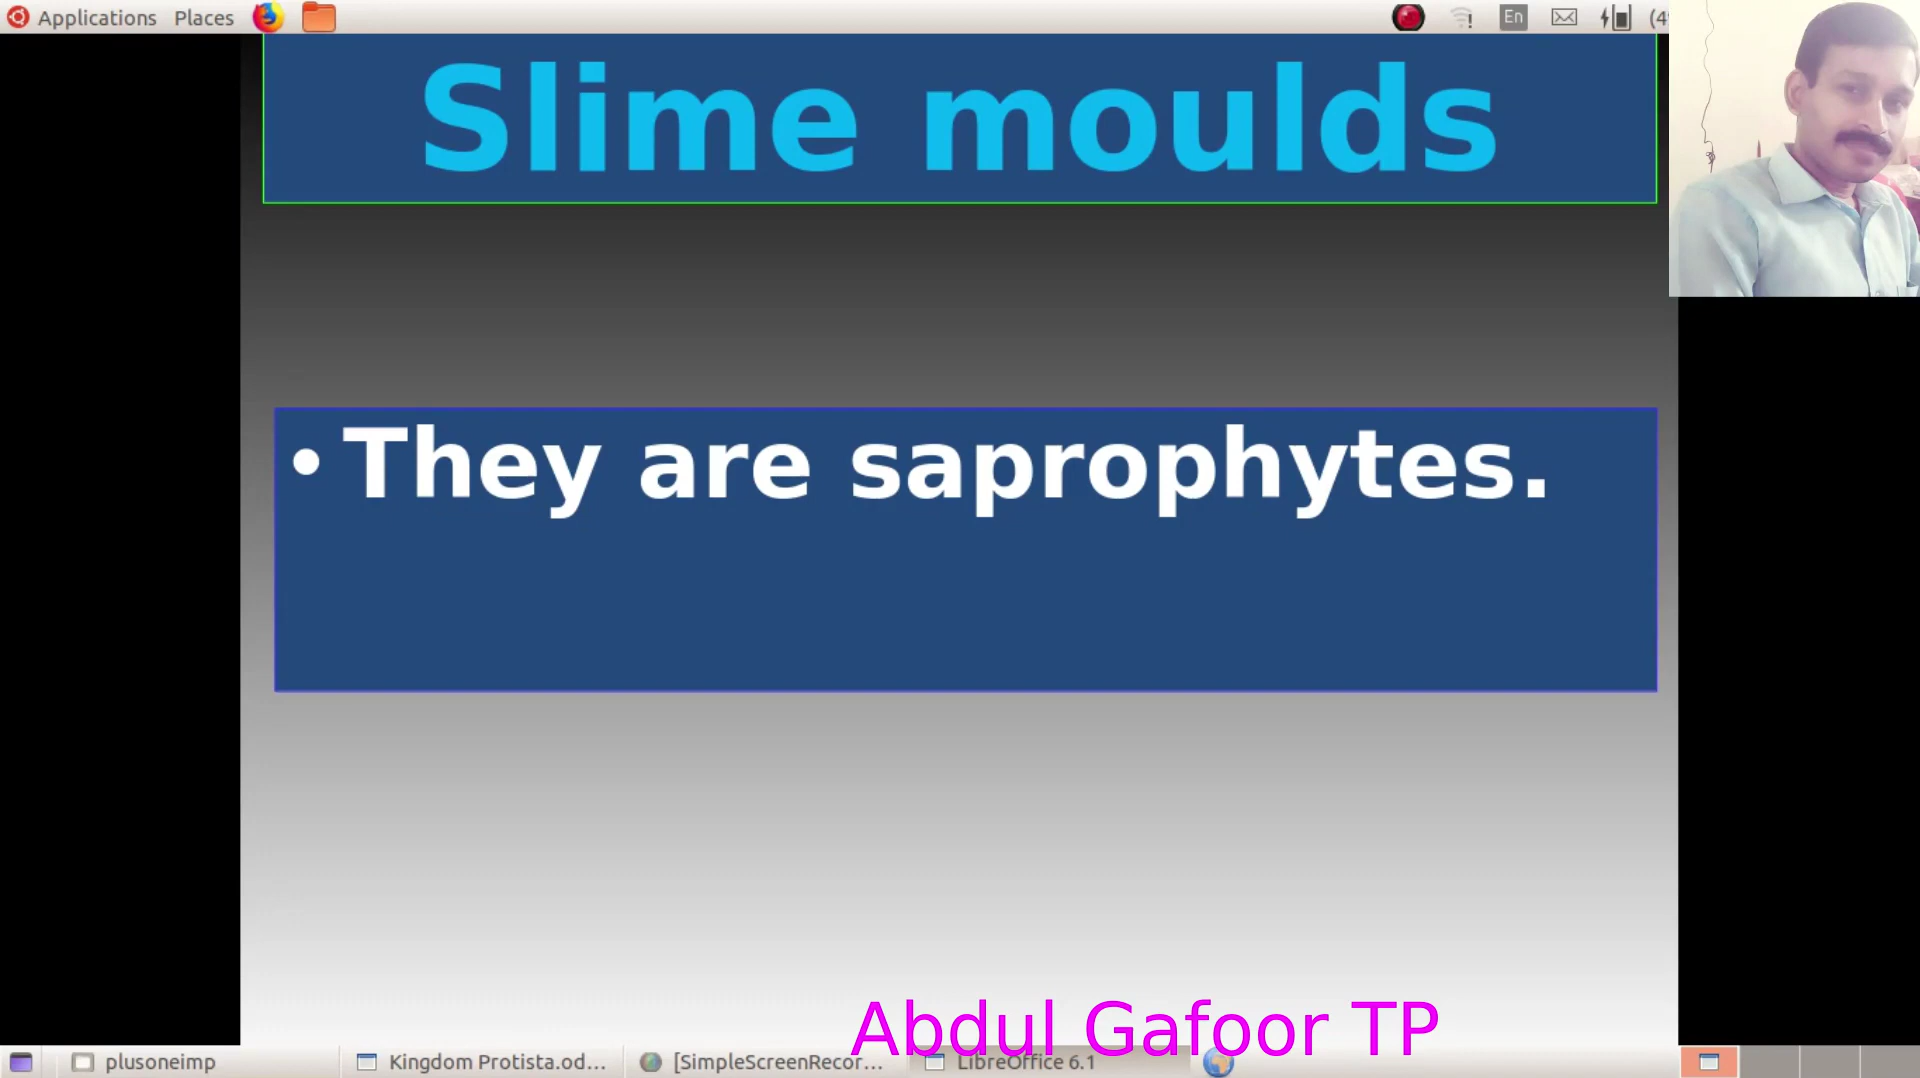 Applications Places
En
(4
Slime moulds
• They are saprophytes.
Abdul Gafoor TP
plusoneimp
Kingdom Protista.od...
[SimpleScreenRecor...
LibreOffice 6.1